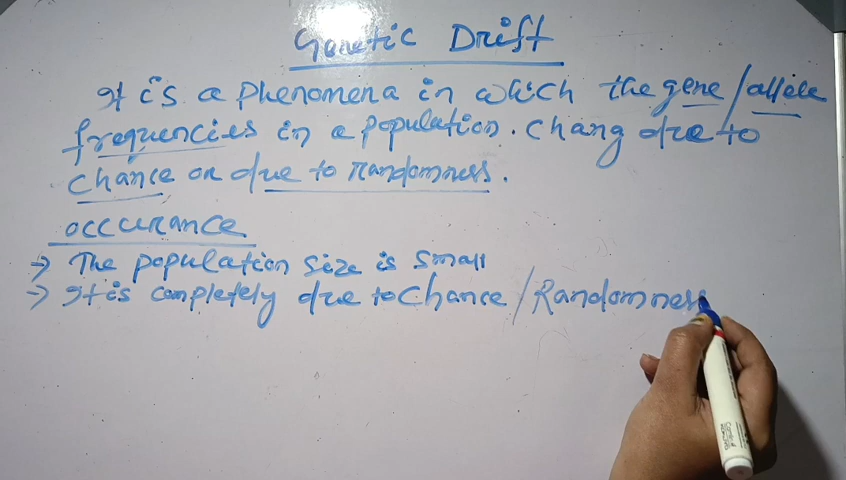 Genetic Drift
It is a Phenomena in which the gene/allele
frequencies in a population. Chang due to
Chance or due to Randomness.
occurance
→ The population size is small
→ It is completely due to Chance/Randomness